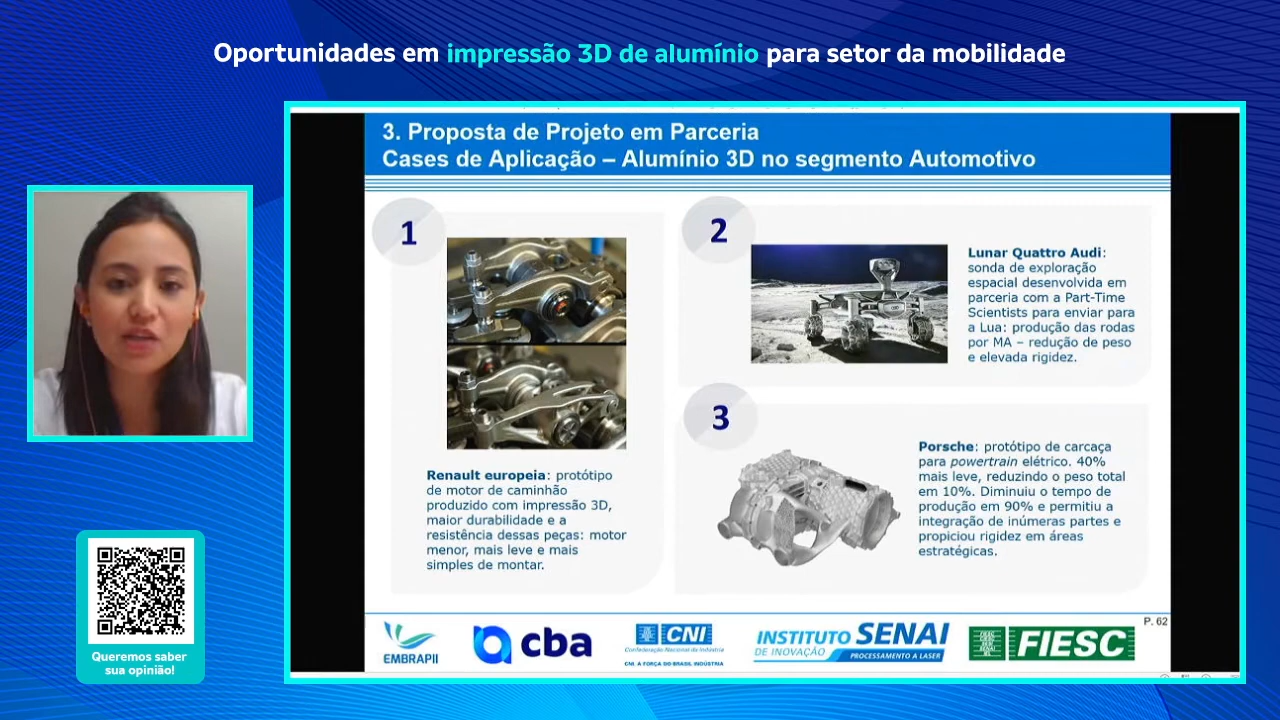 Oportunidades em impressão 3D de alumínio para setor da mobilidade
3. Proposta de Projeto em Parceria
Cases de Aplicação – Alumínio 3D no segmento Automotivo
1
Renault europeia: protótipo
de motor de caminhão
produzido com impressão 3D,
maior durabilidade e a
resistência dessas peças: motor
menor, mais leve e mais
simples de montar.
2
Lunar Quattro Audi:
sonda de exploração
espacial desenvolvida em
parceria com a Part-Time
Scientists para enviar para
a Lua: produção das rodas
por MA – redução de peso
e elevada rigidez.
3
Porsche: protótipo de carcaça
para powertrain elétrico. 40%
mais leve, reduzindo o peso total
em 10%. Diminuiu o tempo de
produção em 90% e permitiu a
integração de inúmeras partes e
propiciou rigidez em áreas
estratégicas.
P. 62
EMBRAPII
cba
CNI
Confederação Nacional da Indústria
CNI. A FORÇA DO BRASIL INDÚSTRIA
INSTITUTO SENAI
DE INOVAÇÃO
PROCESSAMENTO A LASER
FIESC
Queremos saber
sua opinião!